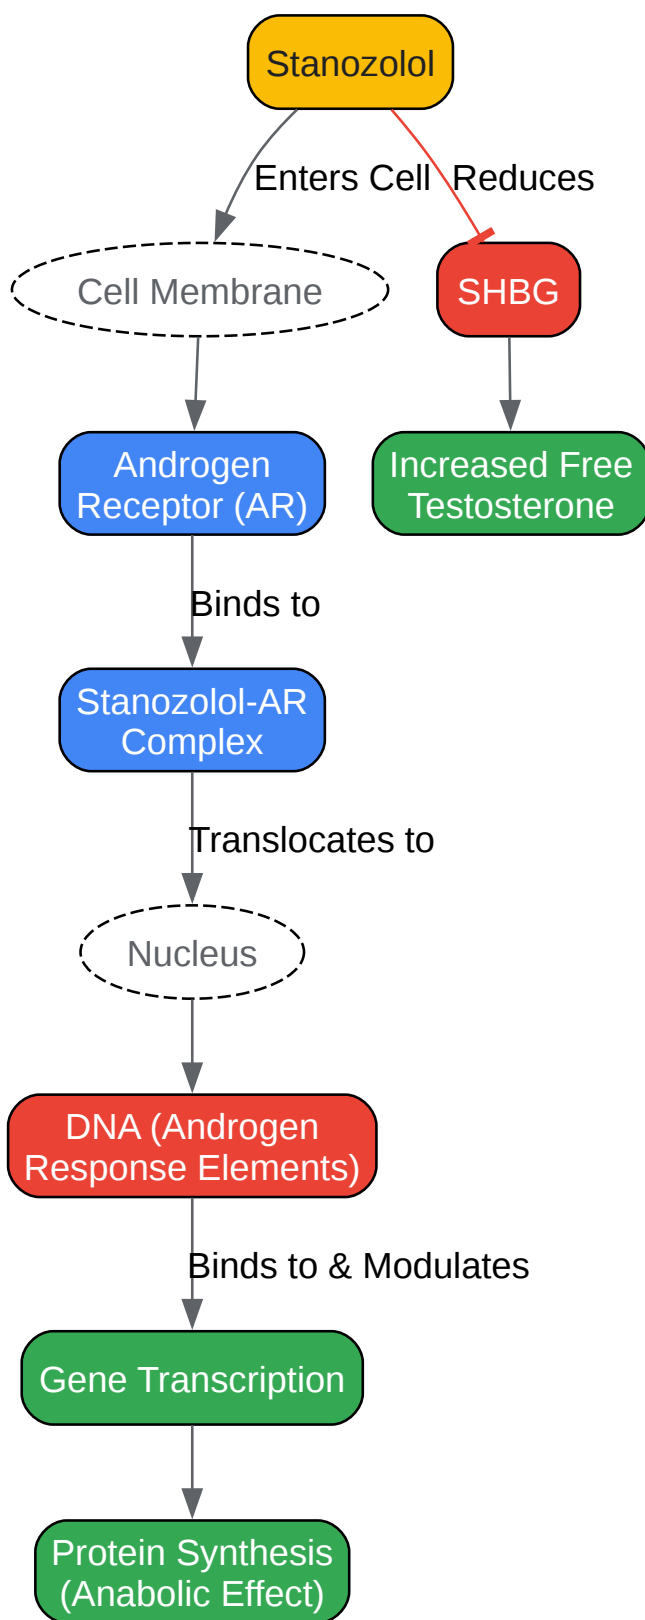 Stanozolol
Enters Cell
Reduces
Cell Membrane
SHBG
Androgen
Receptor (AR)
Increased Free
Testosterone
Binds to
Stanozolol-AR
Complex
Translocates to
Nucleus
DNA (Androgen
Response Elements)
Binds to & Modulates
Gene Transcription
Protein Synthesis
(Anabolic Effect)